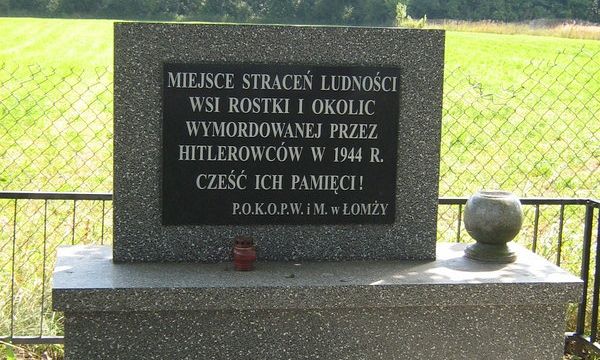 MIEJSCE STRACEŃ LUDNOŚCI
WSI ROSTKI I OKOLIC
WYMORDOWANEJ PRZEZ
HITLEROWCÓW W 1944 R.
CZEŚĆ ICH PAMIĘCI!
P.O.K.O.P.W. i M. w ŁOMŻY